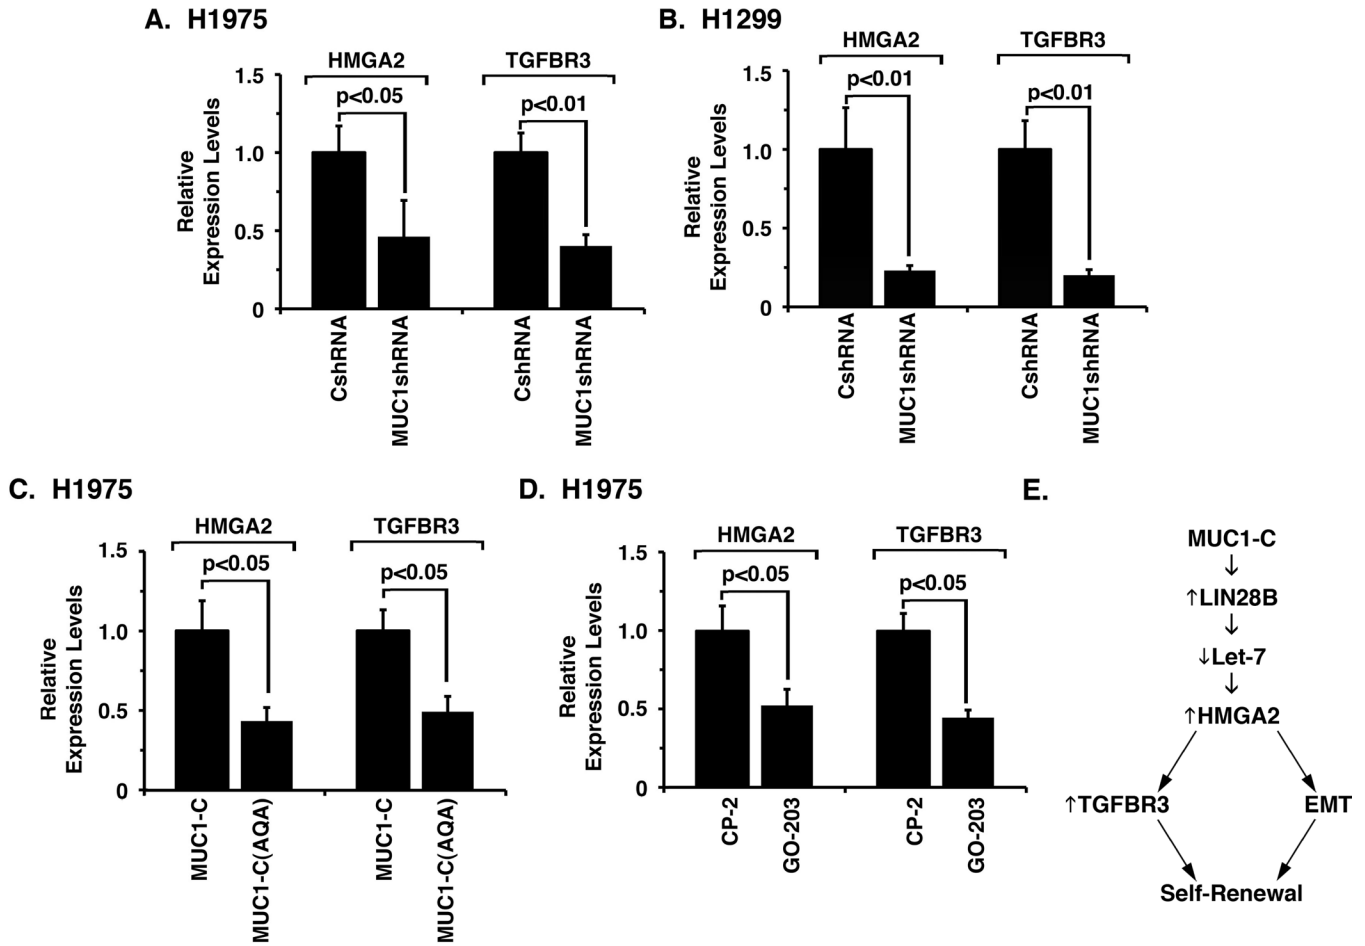 A. H1975
HMGA2
TGFBR3
p<0.05
p<0.01
Relative
Expression Levels
1.5
1.0
0.5
0
CshRNA
MUC1shRNA
CshRNA
MUC1shRNA
B. H1299
HMGA2
TGFBR3
p<0.01
p<0.01
Relative
Expression Levels
1.5
1.0
0.5
0
CshRNA
MUC1shRNA
CshRNA
MUC1shRNA
C. H1975
HMGA2
TGFBR3
p<0.05
p<0.05
Relative
Expression Levels
1.5
1.0
0.5
0
MUC1-C
MUC1-C(AQA)
MUC1-C
MUC1-C(AQA)
D. H1975
HMGA2
TGFBR3
p<0.05
p<0.05
Relative
Expression Levels
1.5
1.0
0.5
0
CP-2
GO-203
CP-2
GO-203
E.
MUC1-C
↓
↑LIN28B
↓
↓Let-7
↓
↑HMGA2
↑TGFBR3 EMT
Self-Renewal